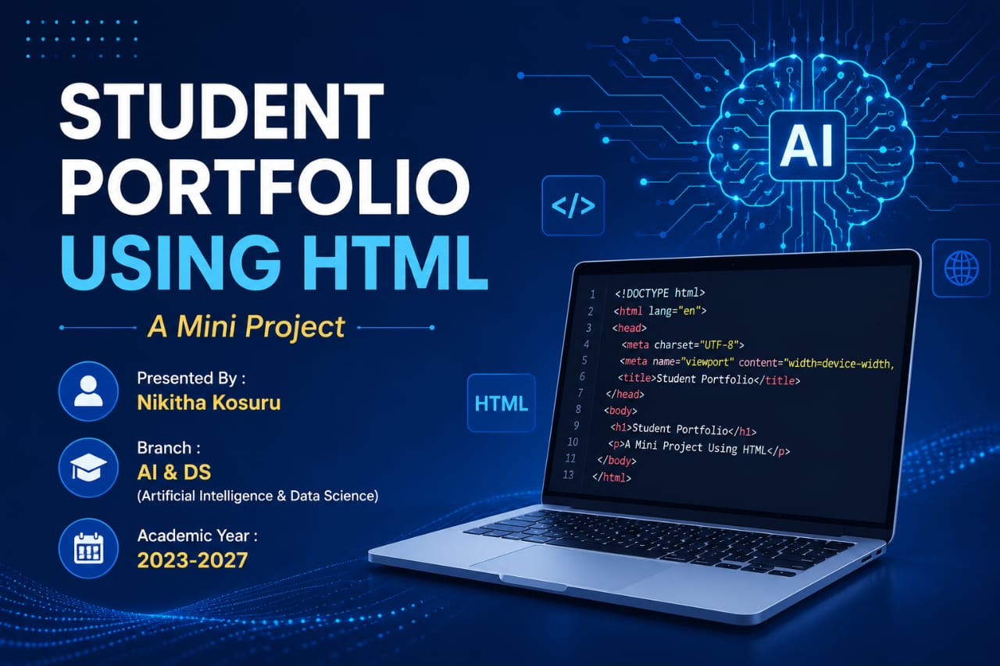 STUDENT
PORTFOLIO
USING HTML
A Mini Project
Presented By :
Nikitha Kosuru
Branch :
AI & DS
(Artificial Intelligence & Data Science)
Academic Year :
2023-2027
AI
</>
HTML
1 <!DOCTYPE html>
2 <html lang="en">
3 <head>
4 <meta charset="UTF-8">
5 <meta name="viewport" content="width=device-width,
6 <title>Student Portfolio</title>
7 </head>
8 <body>
9 <h1>Student Portfolio</h1>
10 <p>A Mini Project Using HTML</p>
11 </body>
13 </html>